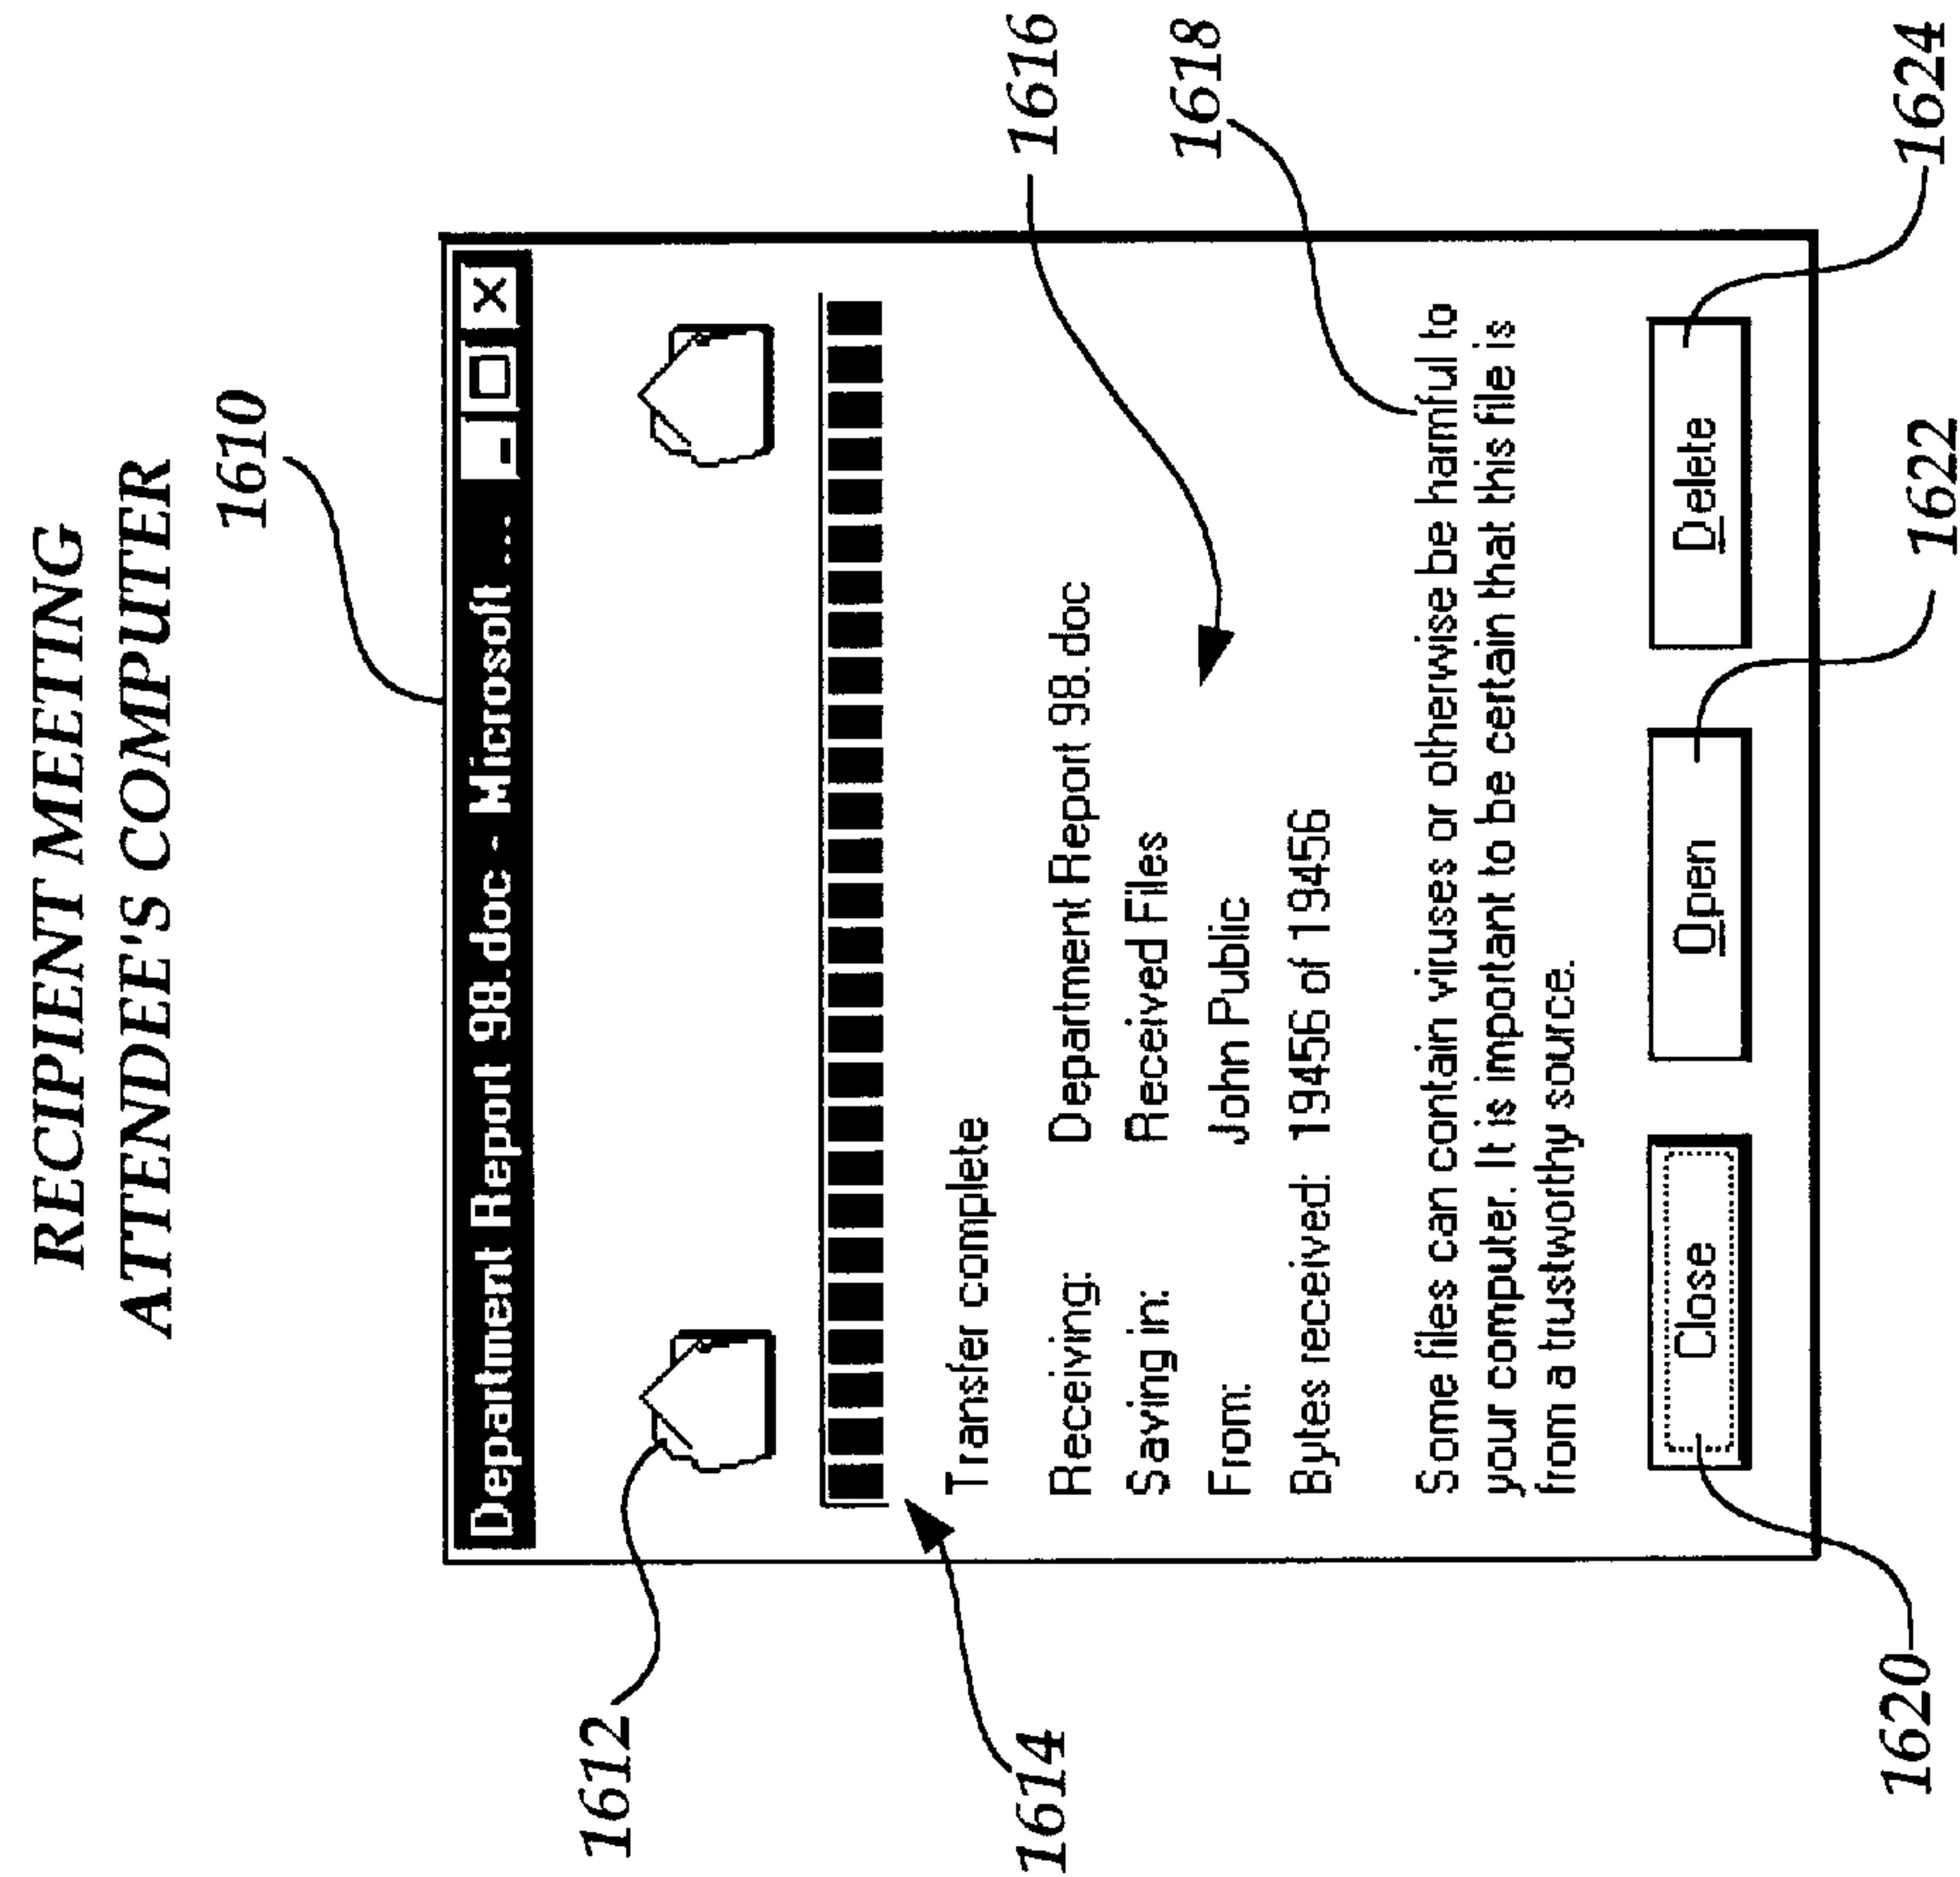 RECIPIENT MEETING
ATTENDEE'S COMPUTER
1610
Department Report 98.doc - Microsoft ...
1612
1614
Transfer complete
1616
Receiving: Department Report 98.doc
Saving in: Received Files
From: John Public
Bytes received: 19456 of 19456
1618
Some files can contain viruses or otherwise be harmful to
your computer. It is important to be certain that this file is
from a trustworthy source.
Close Open Delete
1620 1622 1624